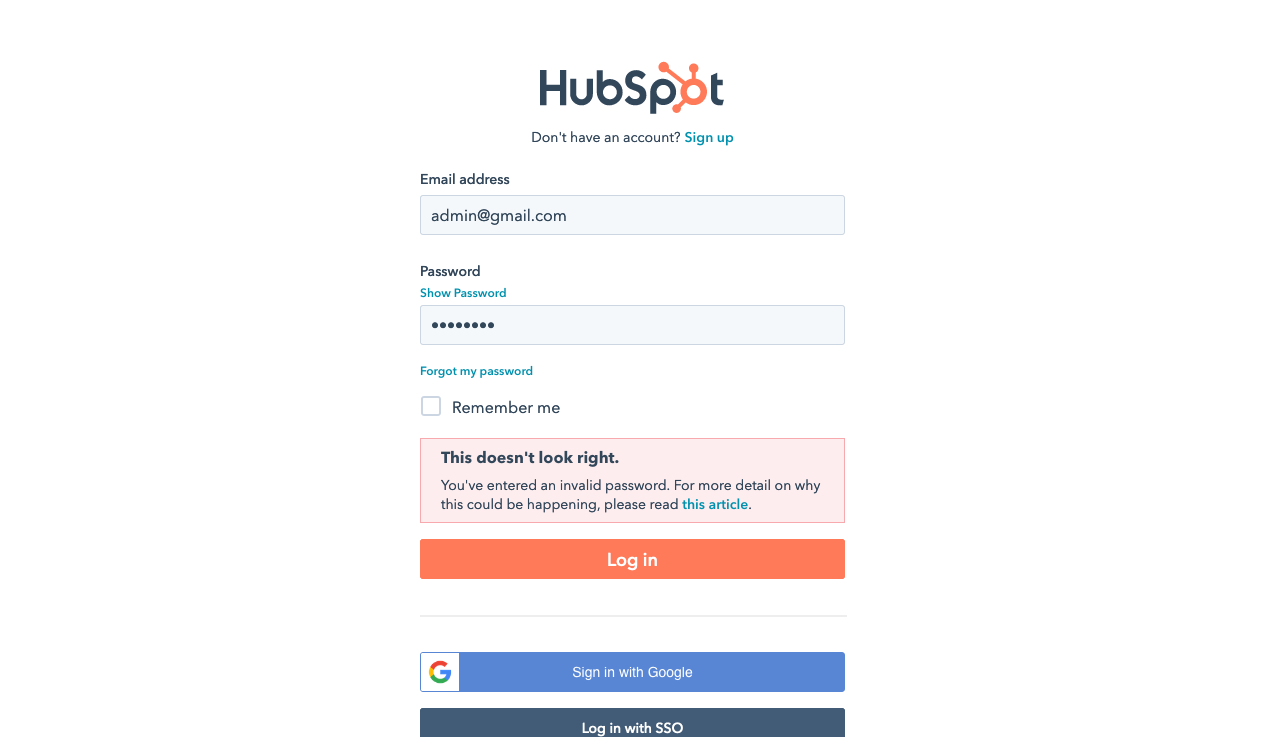 HubSpot
Don't have an account? Sign up
Email address
admin@gmail.com
Password
Show Password
••••••••
Forgot my password
Remember me
This doesn't look right.
You've entered an invalid password. For more detail on why
this could be happening, please read this article.
Log in
Sign in with Google
Log in with SSO